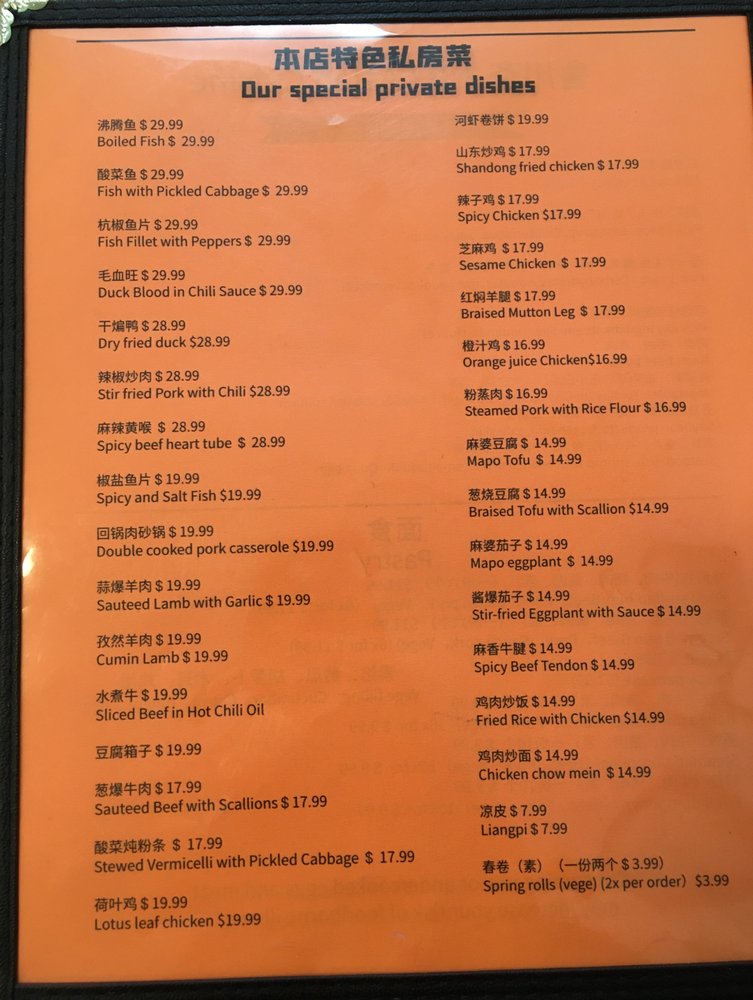 本店特色私房菜
Our special private dishes
沸腾鱼 $ 29.99
Boiled Fish $ 29.99
酸菜鱼 $ 29.99
Fish with Pickled Cabbage $ 29.99
杭椒鱼片 $ 29.99
Fish Fillet with Peppers $ 29.99
毛血旺 $ 29.99
Duck Blood in Chili Sauce $ 29.99
干煸鸭 $ 28.99
Dry fried duck $28.99
辣椒炒肉 $ 28.99
Stir fried Pork with Chili $28.99
麻辣黄喉 $ 28.99
Spicy beef heart tube $ 28.99
椒盐鱼片 $ 19.99
Spicy and Salt Fish $19.99
回锅肉砂锅 $ 19.99
Double cooked pork casserole $19.99
蒜爆羊肉 $ 19.99
Sauteed Lamb with Garlic $ 19.99
孜然羊肉 $ 19.99
Cumin Lamb $ 19.99
水煮牛 $ 19.99
Sliced Beef in Hot Chili Oil
豆腐箱子 $ 19.99
葱爆牛肉 $ 17.99
Sauteed Beef with Scallions $ 17.99
酸菜炖粉条 $ 17.99
Stewed Vermicelli with Pickled Cabbage $ 17.99
荷叶鸡 $ 19.99
Lotus leaf chicken $19.99
河虾卷饼 $ 19.99
山东炒鸡 $ 17.99
Shandong fried chicken $ 17.99
辣子鸡 $ 17.99
Spicy Chicken $17.99
芝麻鸡 $ 17.99
Sesame Chicken $ 17.99
红焖羊腿 $ 17.99
Braised Mutton Leg $ 17.99
橙汁鸡 $ 16.99
Orange juice Chicken$16.99
粉蒸肉 $ 16.99
Steamed Pork with Rice Flour $ 16.99
麻婆豆腐 $ 14.99
Mapo Tofu $ 14.99
葱烧豆腐 $ 14.99
Braised Tofu with Scallion $14.99
麻婆茄子 $ 14.99
Mapo eggplant $ 14.99
酱爆茄子 $ 14.99
Stir-fried Eggplant with Sauce $ 14.99
麻香牛腱 $ 14.99
Spicy Beef Tendon $ 14.99
鸡肉炒饭 $ 14.99
Fried Rice with Chicken $14.99
鸡肉炒面 $ 14.99
Chicken chow mein $ 14.99
凉皮 $ 7.99
Liangpi $ 7.99
春卷（素）（一份两个 $ 3.99）
Spring rolls (vege) (2x per order) $3.99